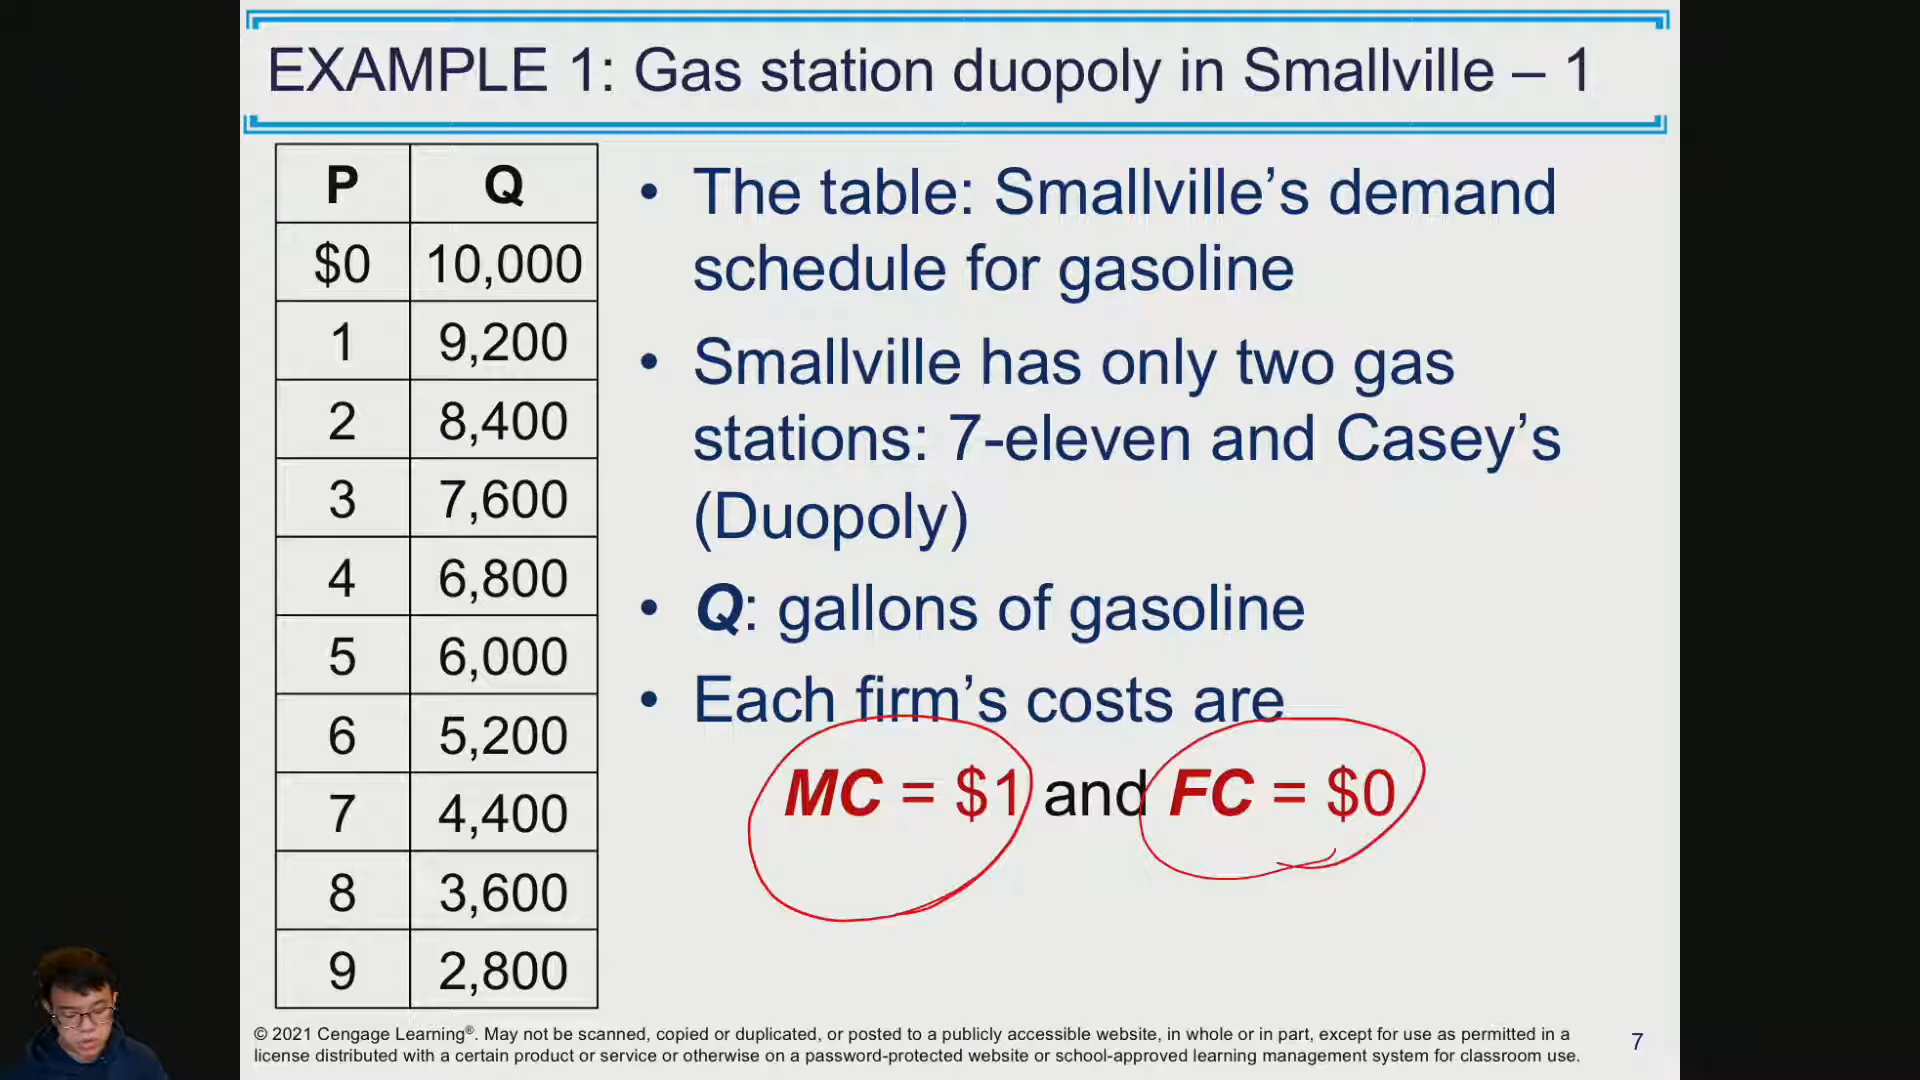 EXAMPLE 1: Gas station duopoly in Smallville – 1
P Q
$0 10,000
1 9,200
2 8,400
3 7,600
4 6,800
5 6,000
6 5,200
7 4,400
8 3,600
9 2,800
• The table: Smallville’s demand
schedule for gasoline
• Smallville has only two gas
stations: 7-eleven and Casey’s
(Duopoly)
• Q: gallons of gasoline
• Each firm’s costs are
MC = $1 and FC = $0
© 2021 Cengage Learning®. May not be scanned, copied or duplicated, or posted to a publicly accessible website, in whole or in part, except for use as permitted in a
license distributed with a certain product or service or otherwise on a password-protected website or school-approved learning management system for classroom use.
7